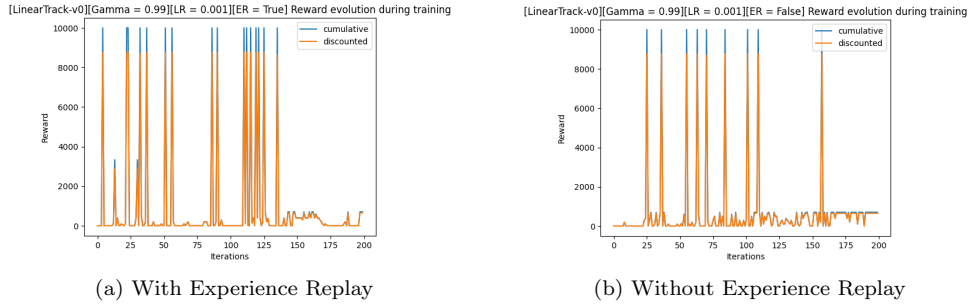 [LinearTrack-v0][Gamma = 0.99][LR = 0.001][ER = True] Reward evolution during training
cumulative
discounted
10000
8000
6000
4000
2000
0
Reward
0 25 50 75 100 125 150 175 200
Iterations
(a) With Experience Replay
[LinearTrack-v0][Gamma = 0.99][LR = 0.001][ER = False] Reward evolution during training
cumulative
discounted
10000
8000
6000
4000
2000
0
Reward
0 25 50 75 100 125 150 175 200
Iterations
(b) Without Experience Replay